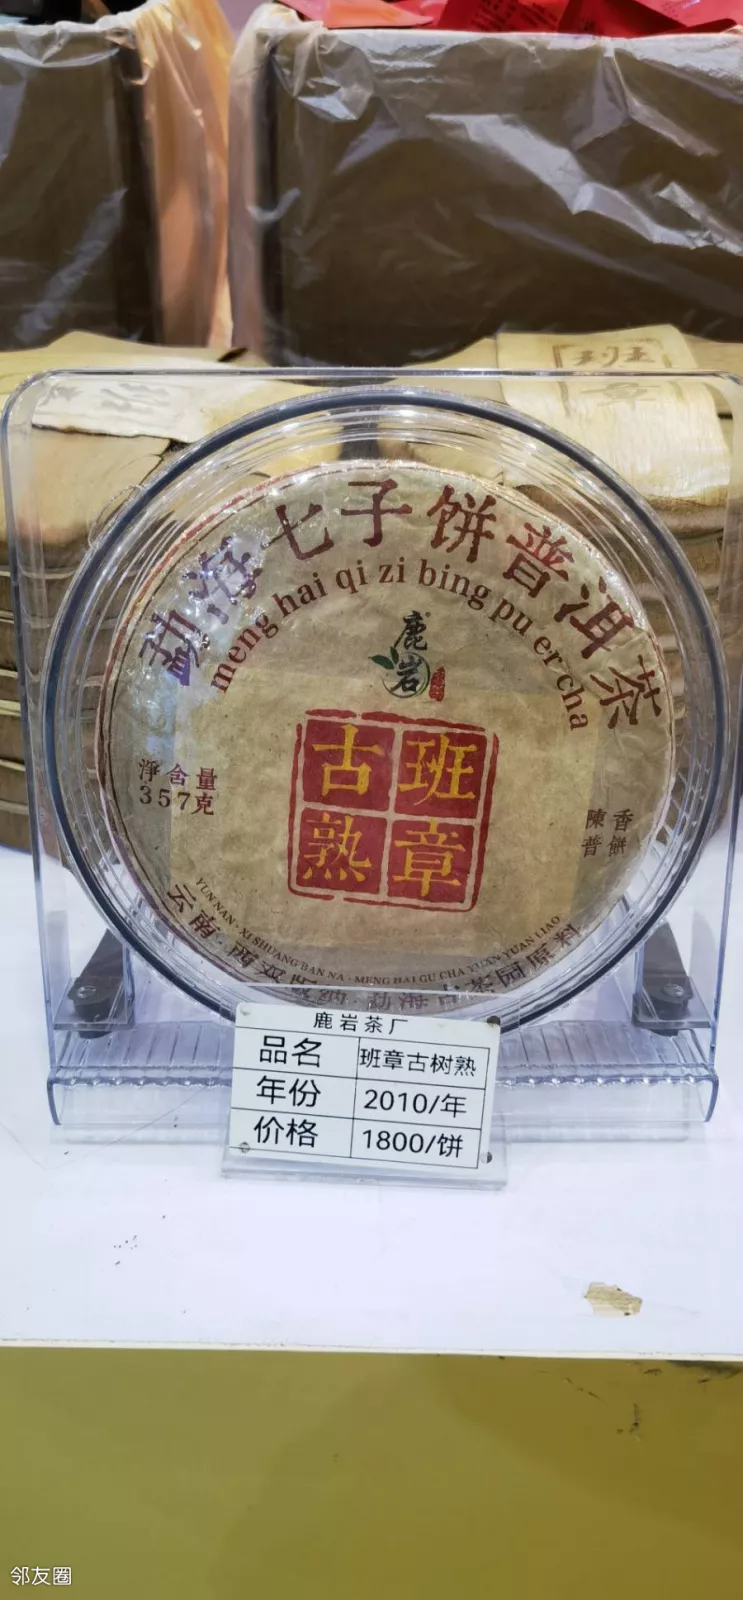 班
章
勐海七子饼普洱茶
meng hai qi zi bing pu er cha
鹿岩
淨含量
357克
古班
熟章
陳香
普餅
YUN NAN · XI SHUANG BAN NA · MENG HAI GU CHA YUAN YUAN LIAO
云南·西双版纳·勐海古茶园原料
鹿岩茶厂
品名 班章古树熟
年份 2010/年
价格 1800/饼
邻友圈